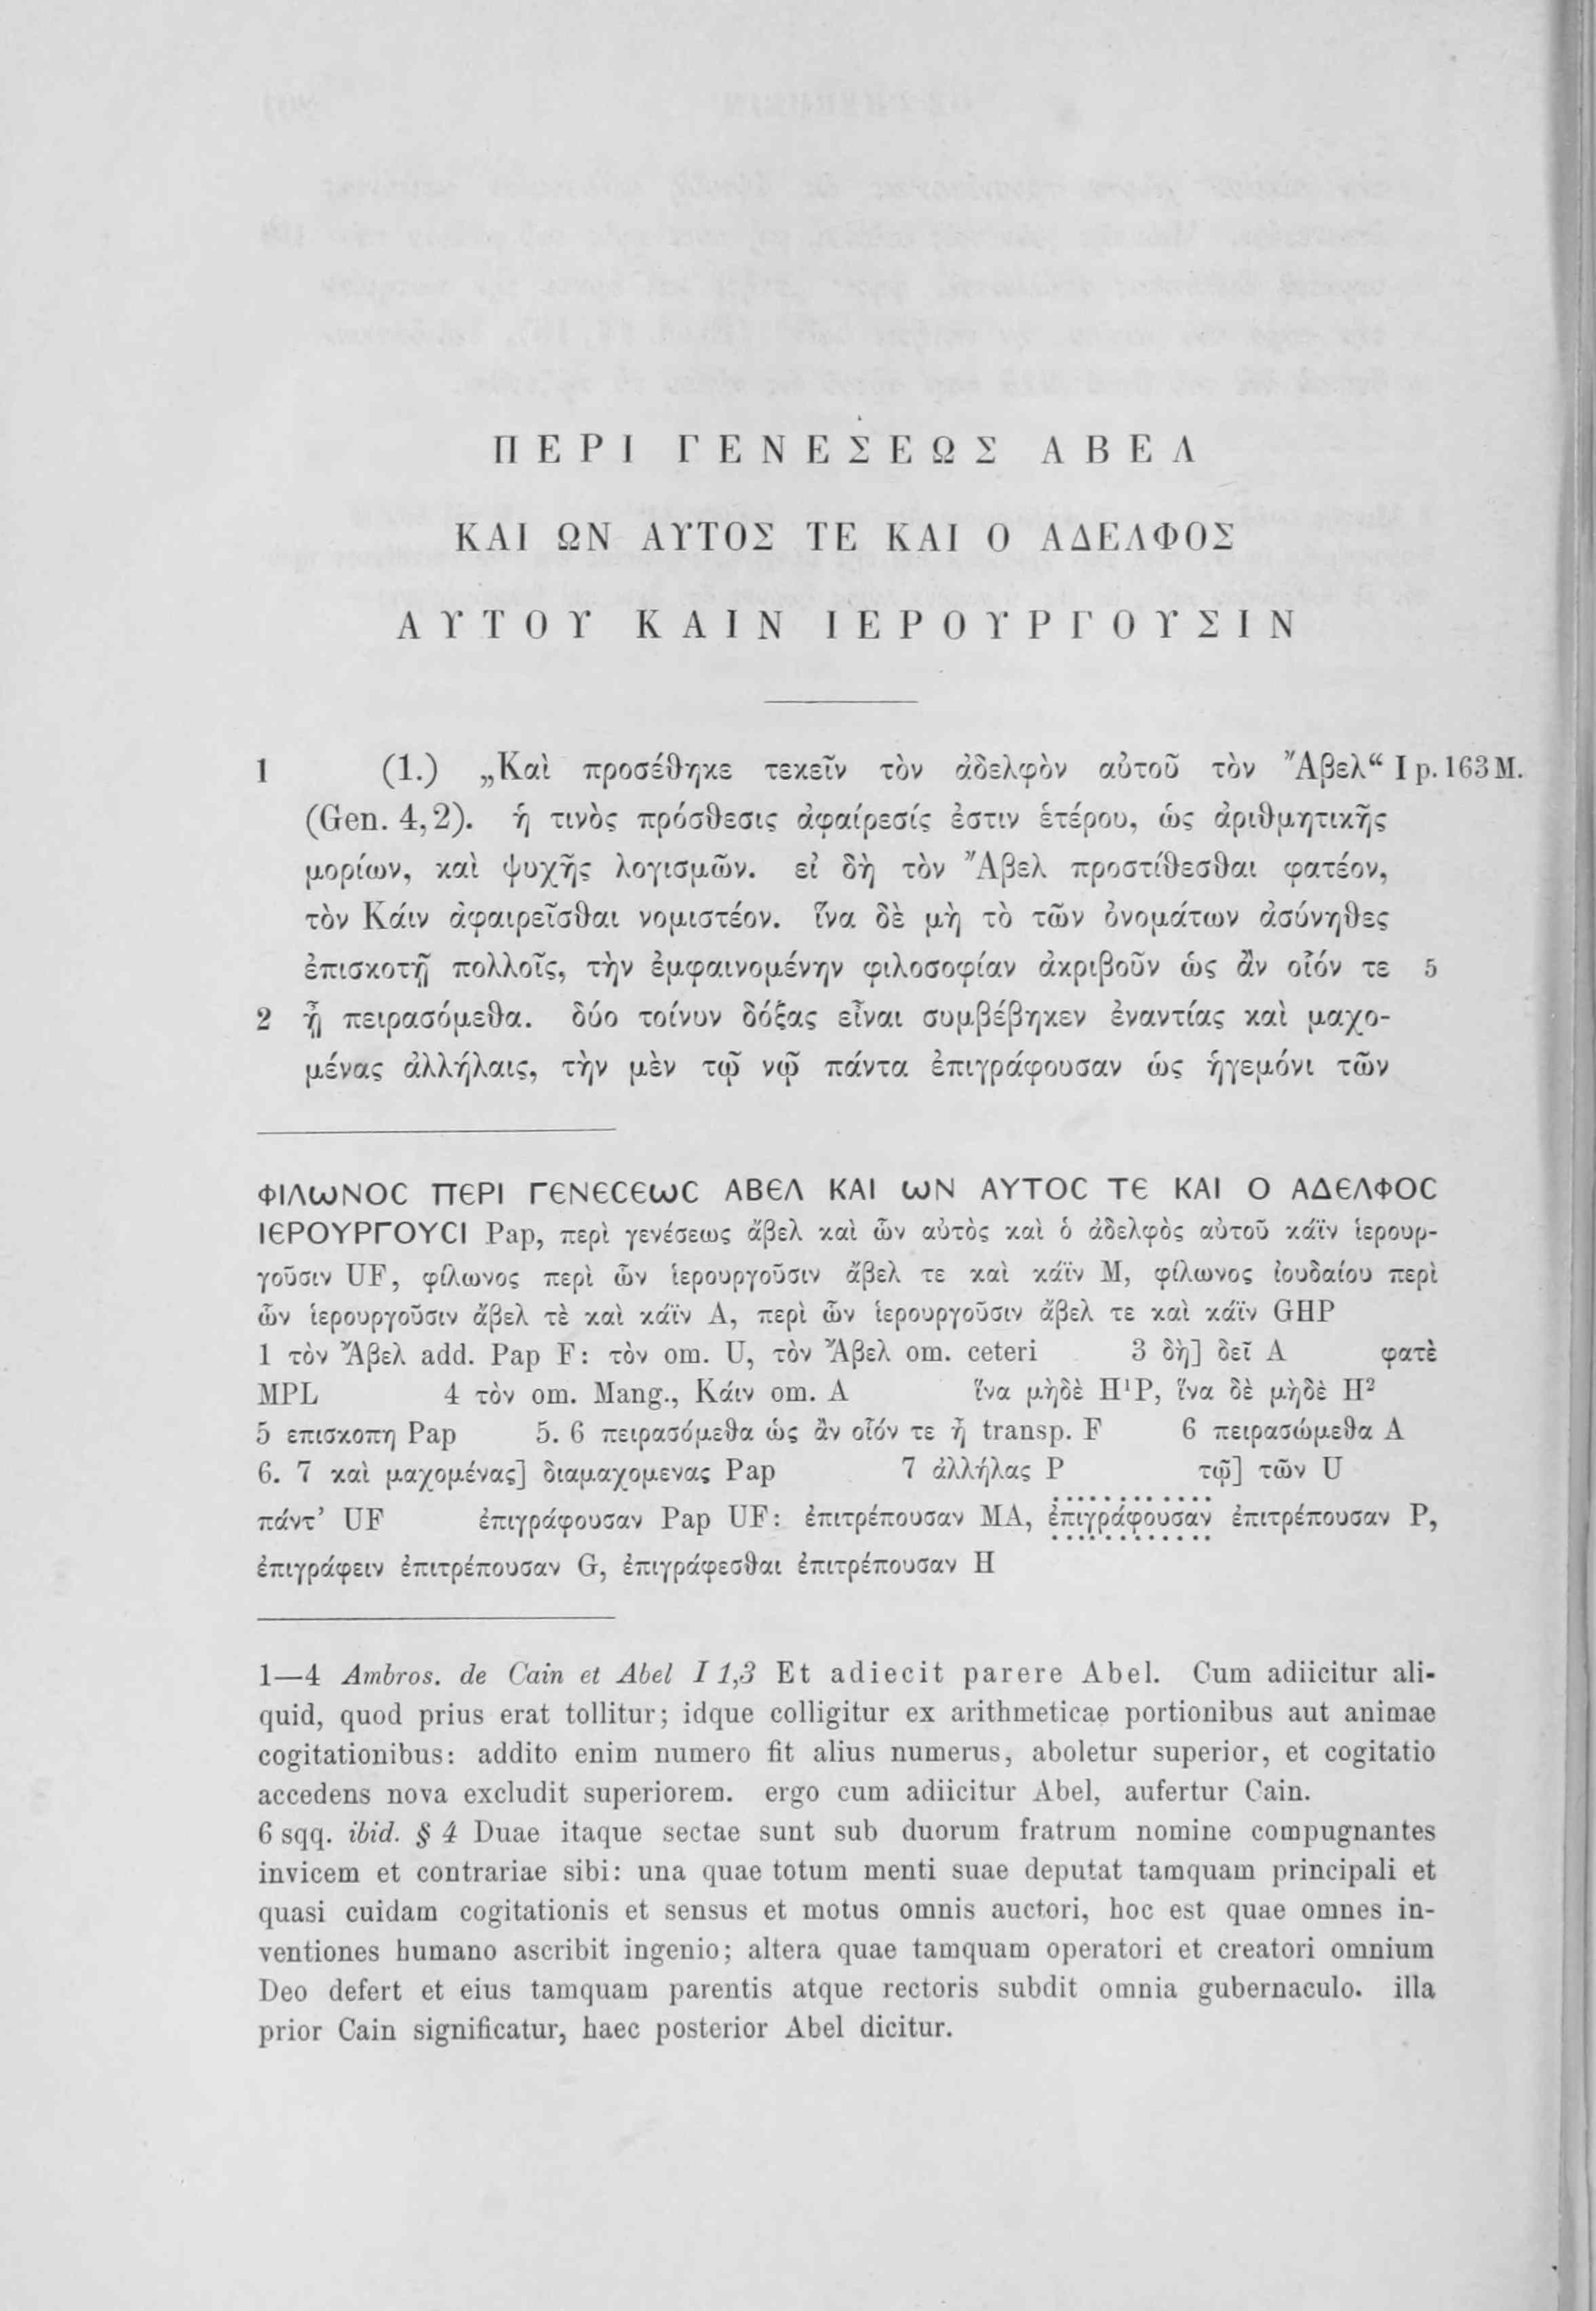 ΠΕΡΙ ΓΕΝΕΣΕΩΣ ΑΒΕΛ
ΚΑΙ ΩΝ ΑΥΤΟΣ ΤΕ ΚΑΙ Ο ΑΔΕΛΦΟΣ
ΑΥΤΟΥ ΚΑΙΝ ΙΕΡΟΥΡΓΟΥΣΙΝ
1 (1.) „Καὶ προσέθηκε τεκεῖν τὸν ἀδελφὸν αὐτοῦ τὸν Ἄβελ“ I p. 163 M.
(Gen. 4, 2). ἡ τινὸς πρόσθεσις ἀφαίρεσίς ἐστιν ἑτέρου, ὡς ἀριθμητικῆς
μορίων, καὶ ψυχῆς λογισμῶν. εἰ δὴ τὸν Ἄβελ προστίθεσθαι φατέον,
τὸν Κάιν ἀφαιρεῖσθαι νομιστέον. ἵνα δὲ μὴ τὸ τῶν ὀνομάτων ἀσύνηθες
ἐπισκοτῇ πολλοῖς, τὴν ἐμφαινομένην φιλοσοφίαν ἀκριβοῦν ὡς ἂν οἷόν τε 5
2 ᾖ πειρασόμεθα. δύο τοίνυν δόξας εἶναι συμβέβηκεν ἐναντίας καὶ μαχο-
μένας ἀλλήλαις, τὴν μὲν τῷ νῷ πάντα ἐπιγράφουσαν ὡς ἡγεμόνι τῶν
ΦΙΛΩΝΟC ΠΕΡΙ ΓΕΝΕCΕΩC ΑΒΕΛ ΚΑΙ ΩΝ ΑΥΤΟC ΤΕ ΚΑΙ Ο ΑΔΕΛΦΟC
ΙΕΡΟΥΡΓΟΥCΙ Pap, περὶ γενέσεως ἄβελ καὶ ὧν αὐτὸς καὶ ὁ ἀδελφὸς αὐτοῦ κάϊν ἱερουρ-
γοῦσιν UF, φίλωνος περὶ ὧν ἱερουργοῦσιν ἄβελ τε καὶ κάϊν M, φίλωνος ἰουδαίου περὶ
ὧν ἱερουργοῦσιν ἄβελ τὲ καὶ κάϊν A, περὶ ὧν ἱερουργοῦσιν ἄβελ τε καὶ κάϊν GHP
1 τὸν Ἄβελ add. Pap F: τὸν om. U, τὸν Ἄβελ om. ceteri 3 δὴ] δεῖ A φατὲ
MPL 4 τὸν om. Mang., Κάιν om. A ἵνα μὴδὲ H¹P, ἵνα δὲ μὴδὲ H²
5 επισκοπη Pap 5. 6 πειρασόμεθα ὡς ἂν οἷόν τε ᾖ transp. F 6 πειρασώμεθα A
6. 7 καὶ μαχομένας] διαμαχομενας Pap 7 ἀλλήλας P τῷ] τῶν U
πάντ’ UF ἐπιγράφουσαν Pap UF: ἐπιτρέπουσαν MA, ἐπιγράφουσαν ἐπιτρέπουσαν P,
ἐπιγράφειν ἐπιτρέπουσαν G, ἐπιγράφεσθαι ἐπιτρέπουσαν H
1—4 Ambros. de Cain et Abel I 1,3 Et adiecit parere Abel. Cum adiicitur ali-
quid, quod prius erat tollitur; idque colligitur ex arithmeticae portionibus aut animae
cogitationibus: addito enim numero fit alius numerus, aboletur superior, et cogitatio
accedens nova excludit superiorem. ergo cum adiicitur Abel, aufertur Cain.
6 sqq. ibid. § 4 Duae itaque sectae sunt sub duorum fratrum nomine compugnantes
invicem et contrariae sibi: una quae totum menti suae deputat tamquam principali et
quasi cuidam cogitationis et sensus et motus omnis auctori, hoc est quae omnes in-
ventiones humano ascribit ingenio; altera quae tamquam operatori et creatori omnium
Deo defert et eius tamquam parentis atque rectoris subdit omnia gubernaculo. illa
prior Cain significatur, haec posterior Abel dicitur.